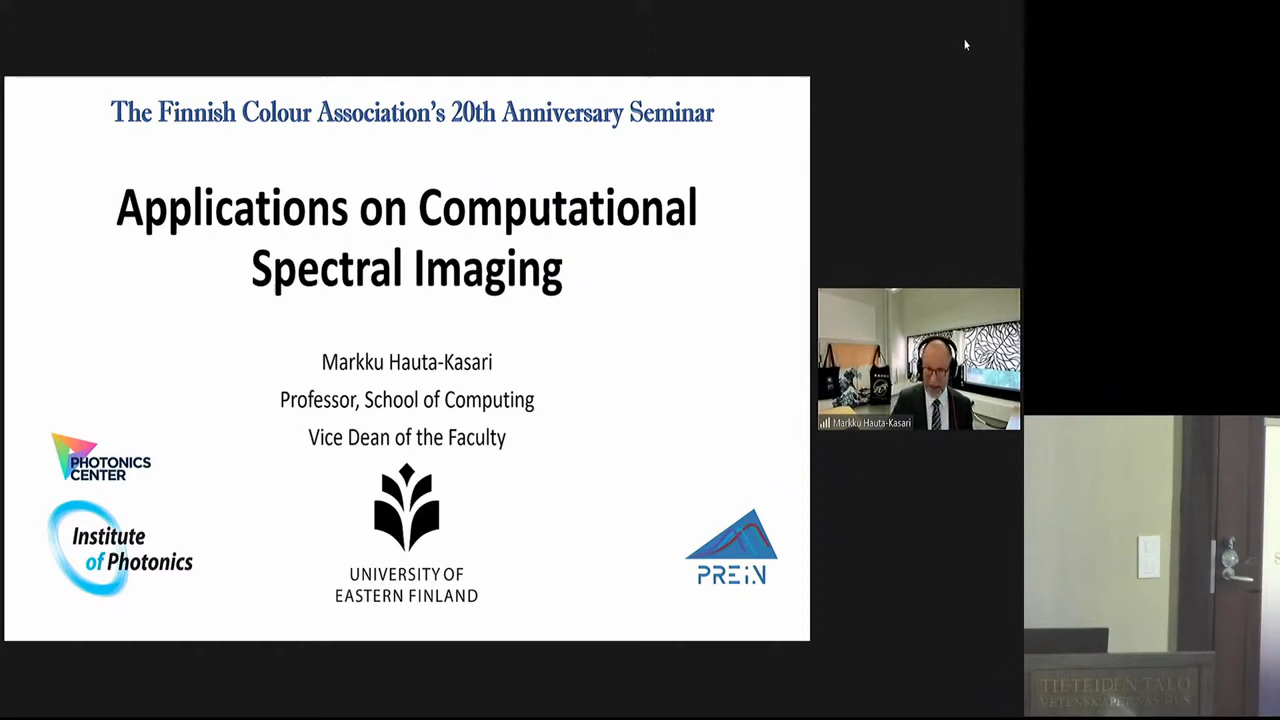 The Finnish Colour Association's 20th Anniversary Seminar
Applications on Computational
Spectral Imaging
Markku Hauta-Kasari
Professor, School of Computing
Vice Dean of the Faculty
PHOTONICS
CENTER
Institute
of Photonics
UNIVERSITY OF
EASTERN FINLAND
PREIN
Markku Hauta-Kasari
TIETEIDEN TALO
VETENSKAPERNAS HUS